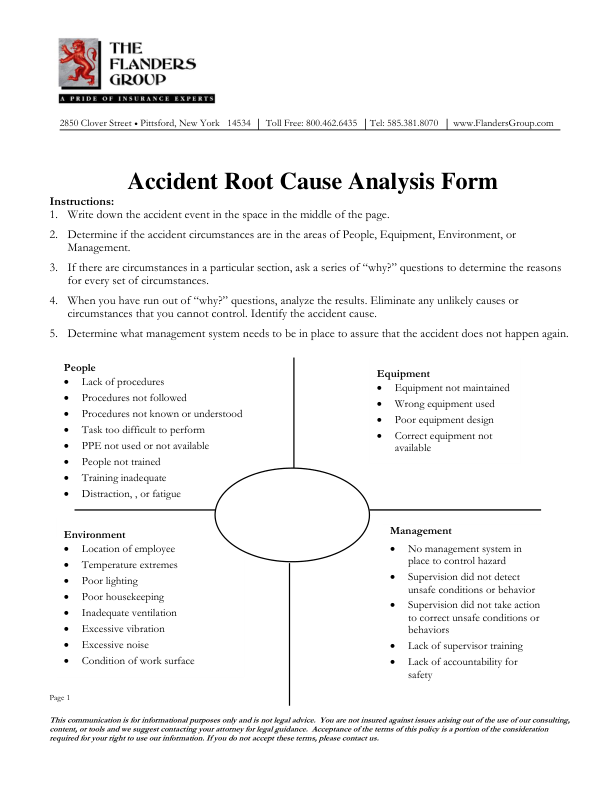 THE
FLANDERS
GROUP
A PRIDE OF INSURANCE EXPERTS
2850 Clover Street • Pittsford, New York 14534 | Toll Free: 800.462.6435 | Tel: 585.381.8070 | www.FlandersGroup.com
Accident Root Cause Analysis Form
Instructions:
1. Write down the accident event in the space in the middle of the page.
2. Determine if the accident circumstances are in the areas of People, Equipment, Environment, or
Management.
3. If there are circumstances in a particular section, ask a series of “why?” questions to determine the reasons
for every set of circumstances.
4. When you have run out of “why?” questions, analyze the results. Eliminate any unlikely causes or
circumstances that you cannot control. Identify the accident cause.
5. Determine what management system needs to be in place to assure that the accident does not happen again.
People
• Lack of procedures
• Procedures not followed
• Procedures not known or understood
• Task too difficult to perform
• PPE not used or not available
• People not trained
• Training inadequate
• Distraction, , or fatigue
Equipment
• Equipment not maintained
• Wrong equipment used
• Poor equipment design
• Correct equipment not
available
Environment
• Location of employee
• Temperature extremes
• Poor lighting
• Poor housekeeping
• Inadequate ventilation
• Excessive vibration
• Excessive noise
• Condition of work surface
Management
• No management system in
place to control hazard
• Supervision did not detect
unsafe conditions or behavior
• Supervision did not take action
to correct unsafe conditions or
behaviors
• Lack of supervisor training
• Lack of accountability for
safety
Page 1
This communication is for informational purposes only and is not legal advice. You are not insured against issues arising out of the use of our consulting,
content, or tools and we suggest contacting your attorney for legal guidance. Acceptance of the terms of this policy is a portion of the consideration
required for your right to use our information. If you do not accept these terms, please contact us.